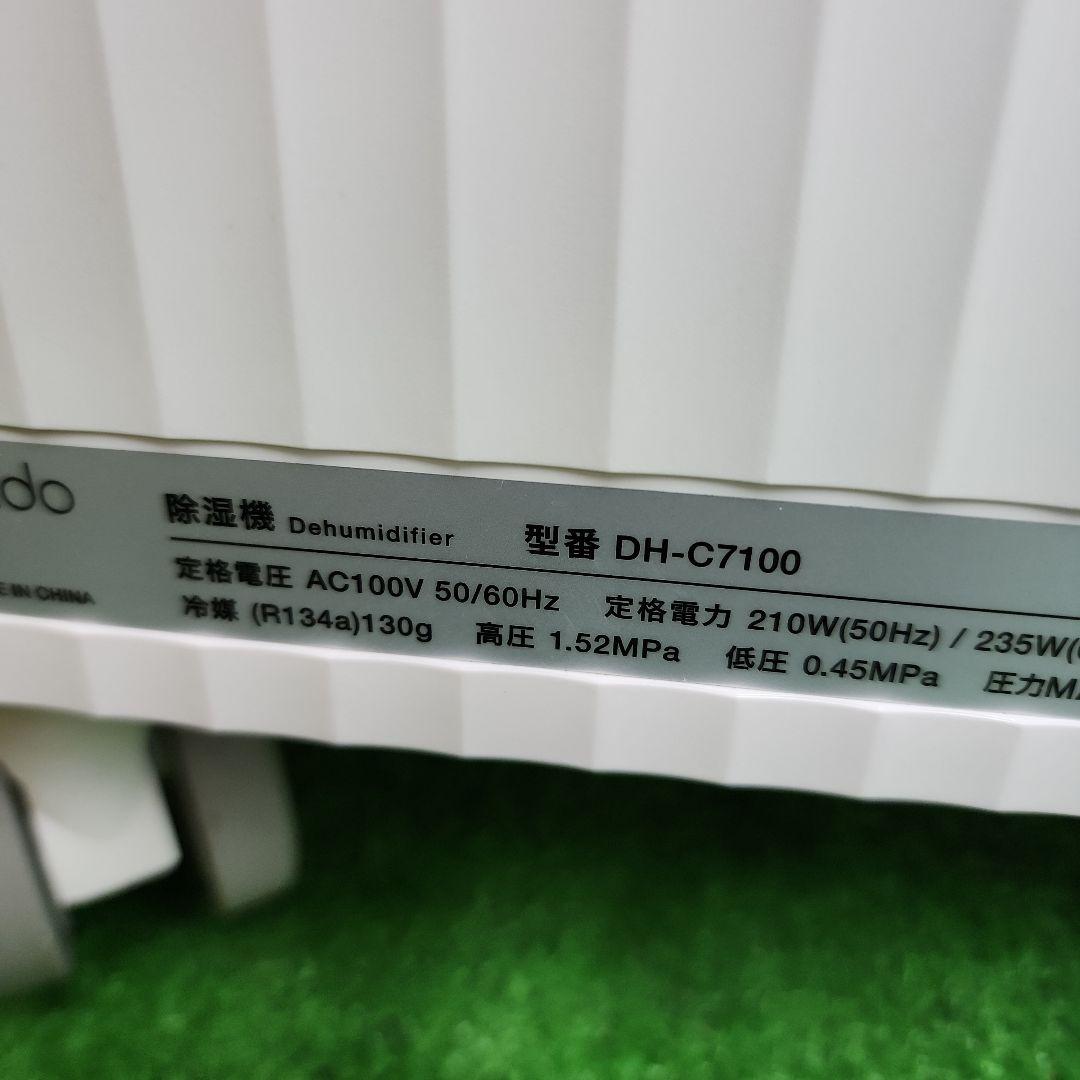 do
除湿機 Dehumidifier 型番 DH-C7100
定格電圧 AC100V 50/60Hz 定格電力 210W(50Hz) / 235W(
冷媒 (R134a)130g 高圧 1.52MPa 低圧 0.45MPa 圧力MA
E IN CHINA